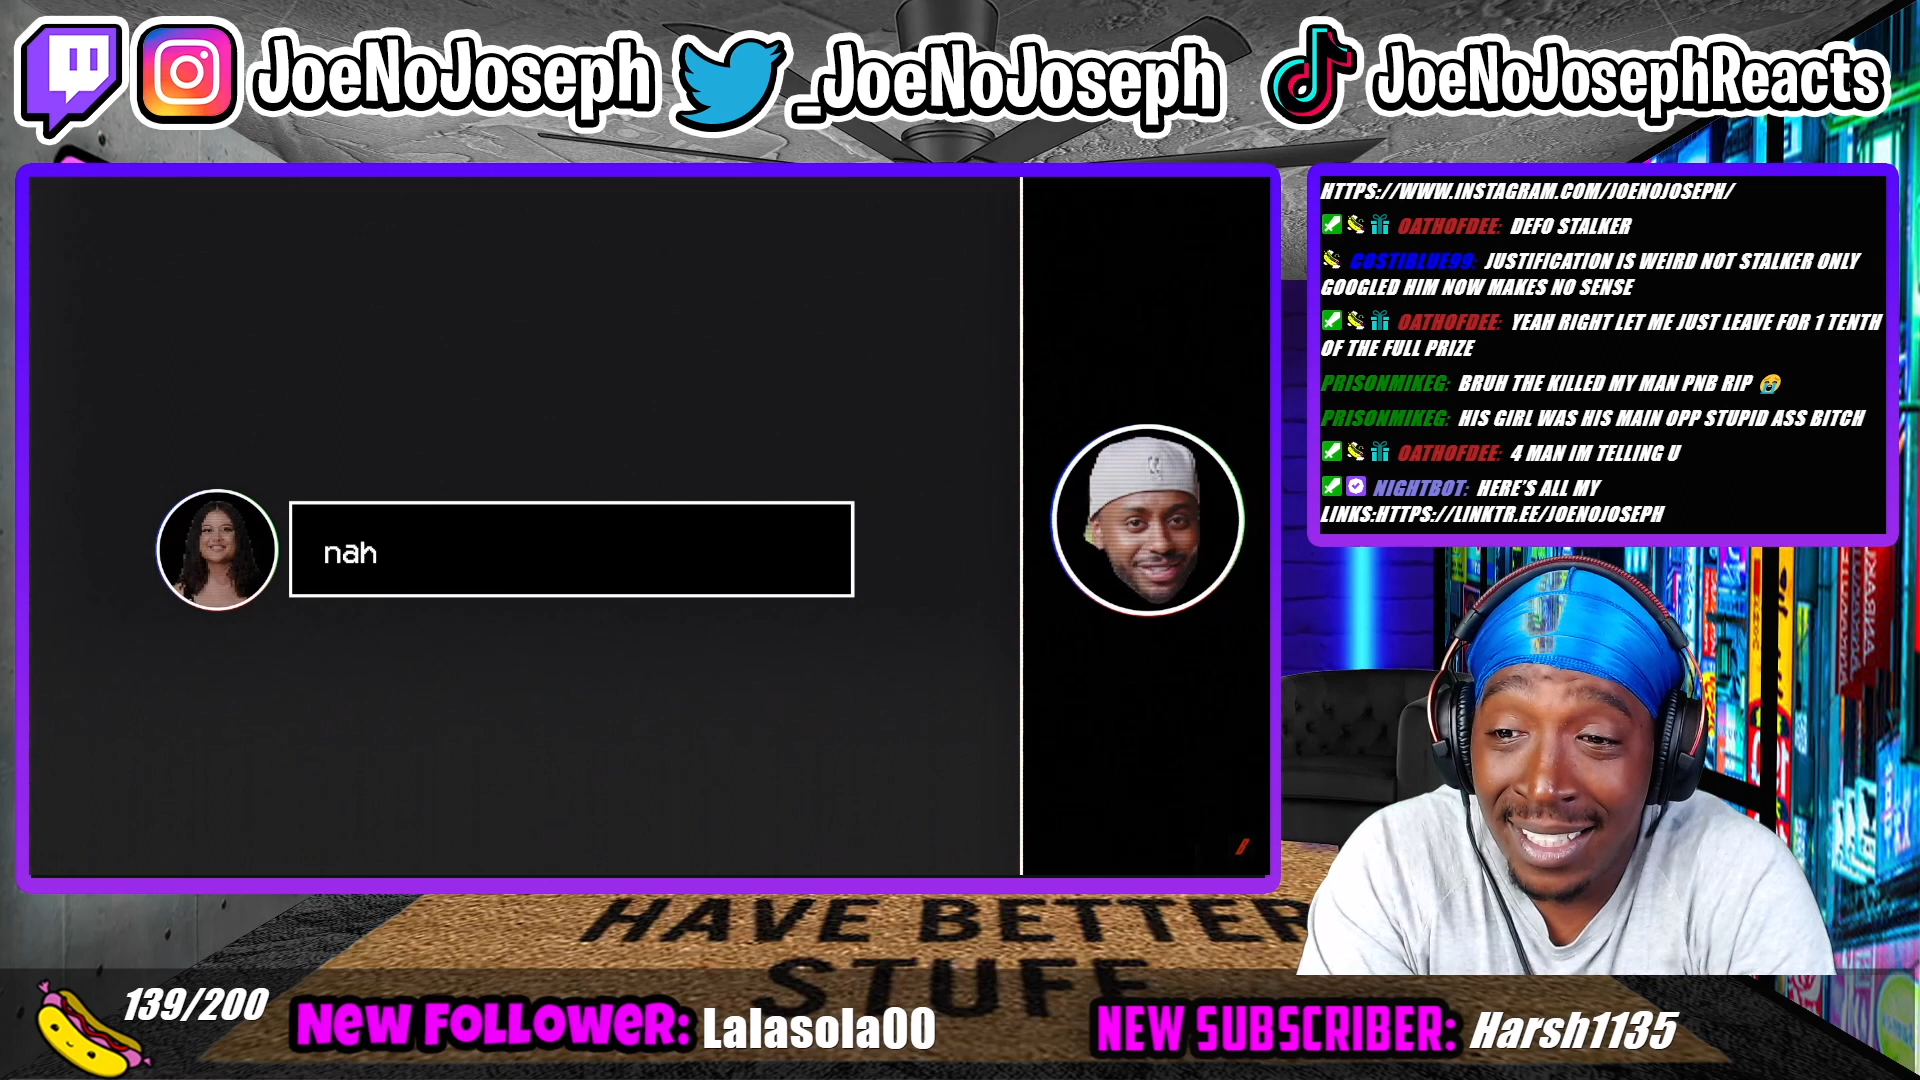 JoeNoJoseph
_JoeNoJoseph
JoeNoJosephReacts
HTTPS://WWW.INSTAGRAM.COM/JOENOJOSEPH/
OATHOFDEE: DEFO STALKER
COSTIBLUE99: JUSTIFICATION IS WEIRD NOT STALKER ONLY
GOOGLED HIM NOW MAKES NO SENSE
OATHOFDEE: YEAH RIGHT LET ME JUST LEAVE FOR 1 TENTH
OF THE FULL PRIZE
PRISONMIKEG: BRUH THE KILLED MY MAN PNB RIP 😭
PRISONMIKEG: HIS GIRL WAS HIS MAIN OPP STUPID ASS BITCH
OATHOFDEE: 4 MAN IM TELLING U
NIGHTBOT: HERE'S ALL MY
LINKS:HTTPS://LINKTR.EE/JOENOJOSEPH
nah
HAVE BETTER
STUFF
139/200
NEW FOLLOWER: Lalasola00
NEW SUBSCRIBER: Harsh1135